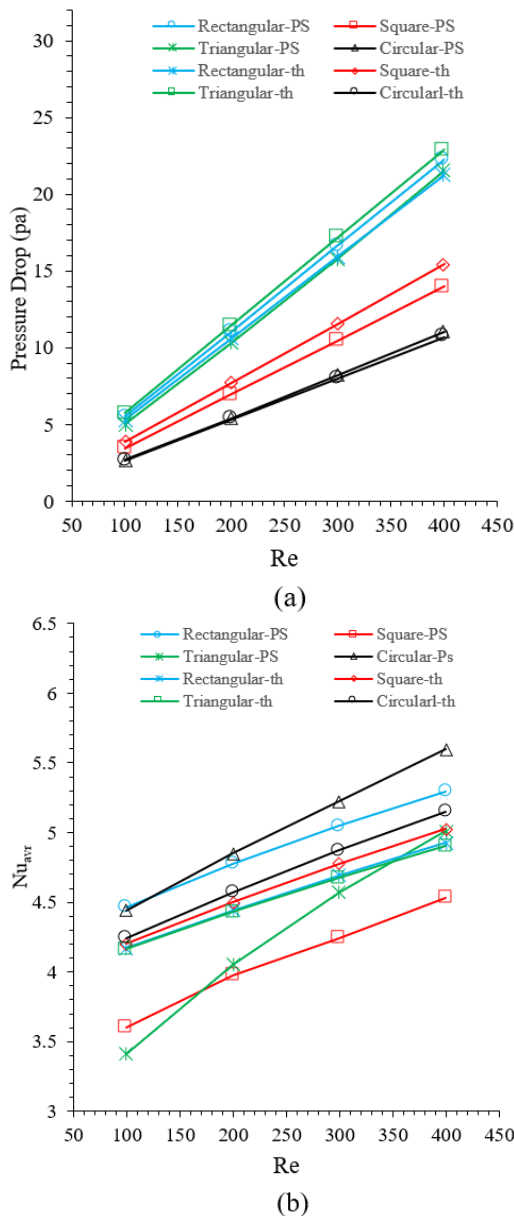 Rectangular-PS Square-PS
Triangular-PS Circular-PS
Rectangular-th Square-th
Triangular-th Circularl-th
30
25
20
15
10
5
0
Pressure Drop (pa)
50 100 150 200 250 300 350 400 450
Re
(a)
6.5
6
5.5
5
4.5
4
3.5
3
Nuavr
Rectangular-PS Square-PS
Triangular-PS Circular-Ps
Rectangular-th Square-th
Triangular-th Circularl-th
50 100 150 200 250 300 350 400 450
Re
(b)